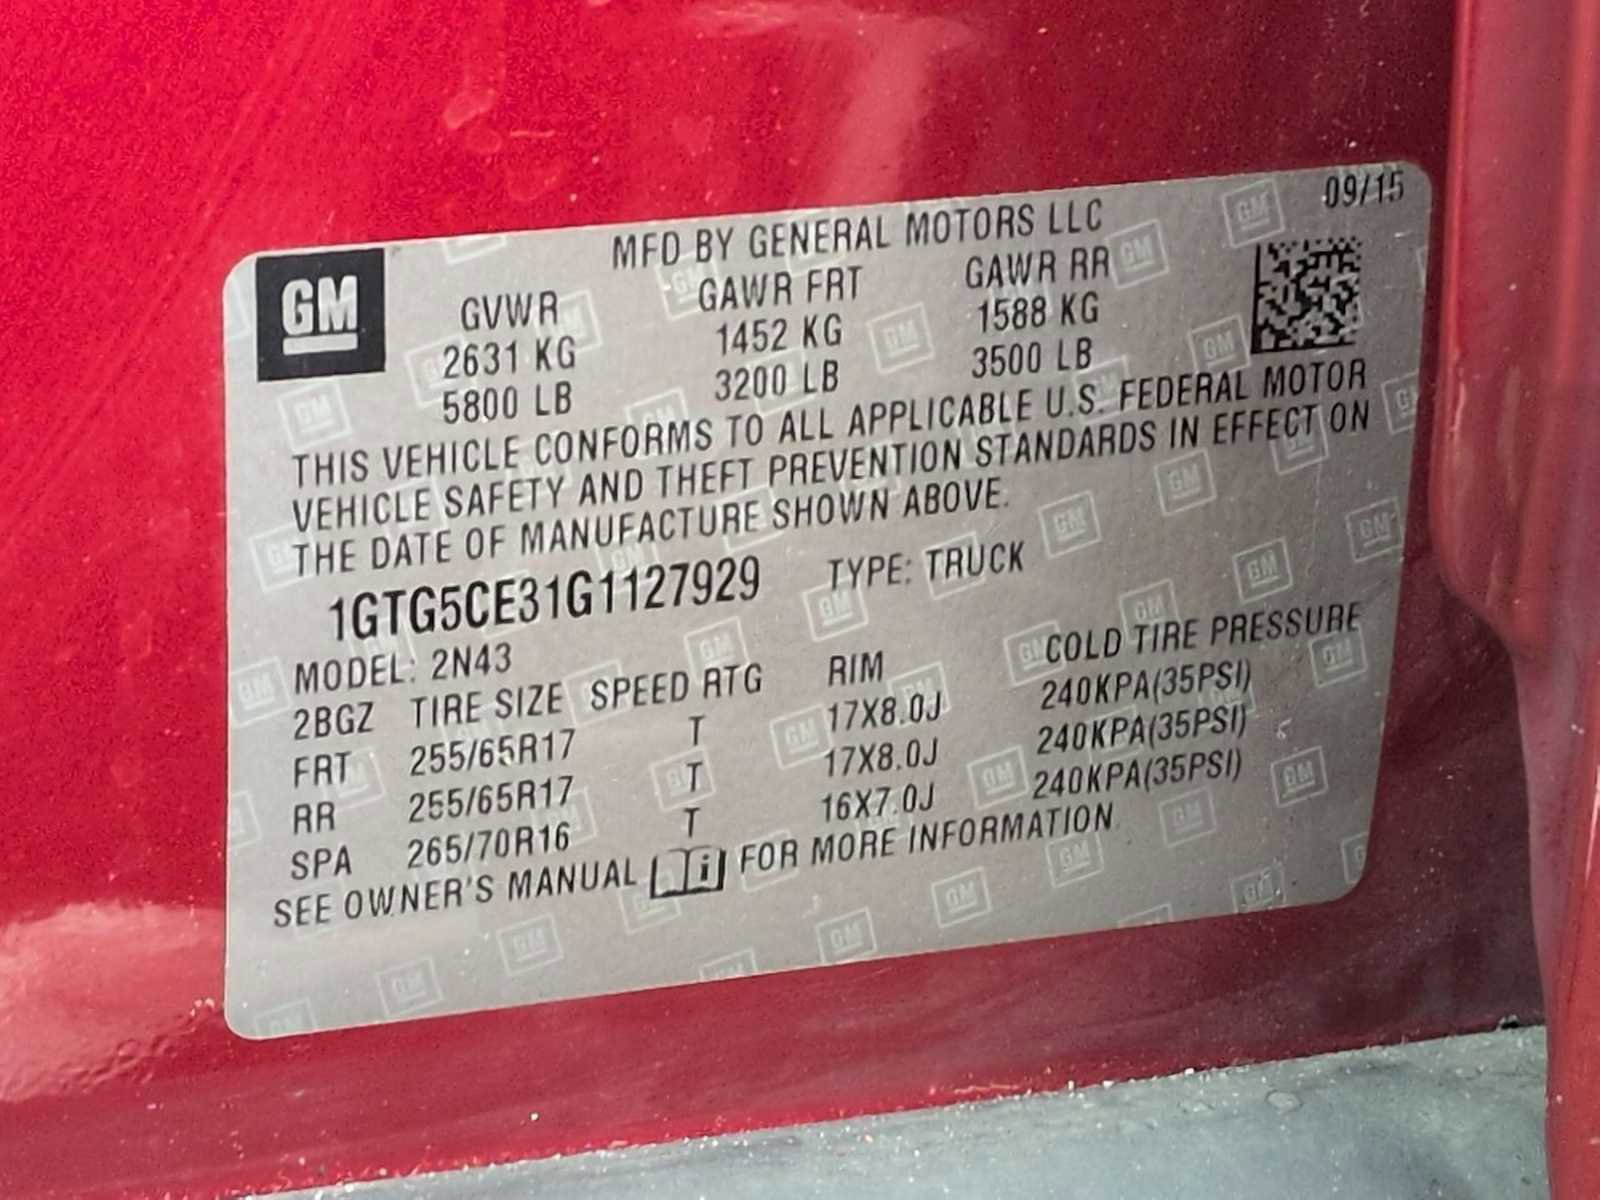 09/15
MFD BY GENERAL MOTORS LLC
GM
GVWR GAWR FRT GAWR RR
2631 KG 1452 KG 1588 KG
5800 LB 3200 LB 3500 LB
THIS VEHICLE CONFORMS TO ALL APPLICABLE U.S. FEDERAL MOTOR
VEHICLE SAFETY AND THEFT PREVENTION STANDARDS IN EFFECT ON
THE DATE OF MANUFACTURE SHOWN ABOVE.
1GTG5CE31G1127929 TYPE: TRUCK
MODEL: 2N43
2BGZ TIRE SIZE SPEED RTG RIM COLD TIRE PRESSURE
FRT 255/65R17 T 17X8.0J 240KPA(35PSI)
RR 255/65R17 T 17X8.0J 240KPA(35PSI)
SPA 265/70R16 T 16X7.0J 240KPA(35PSI)
SEE OWNER'S MANUAL i FOR MORE INFORMATION